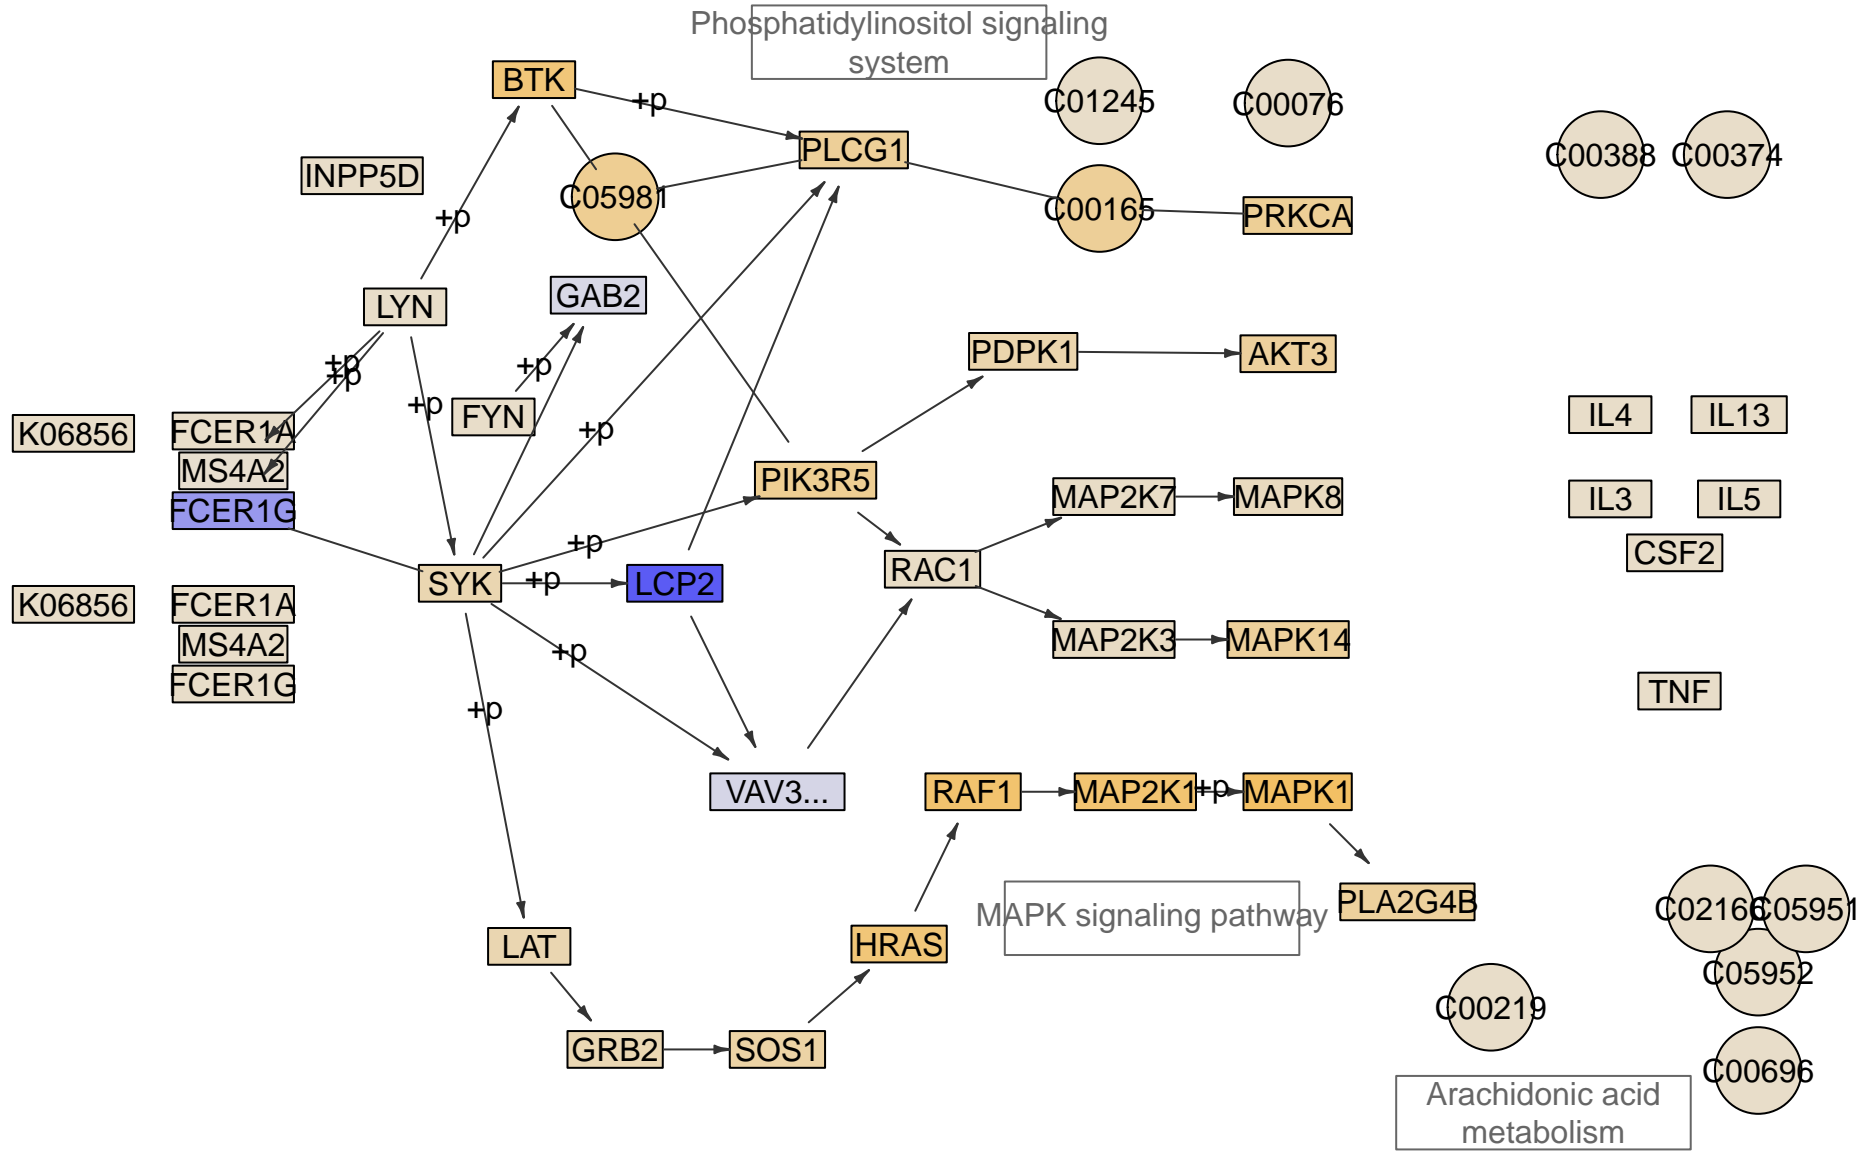 Phosphatidylinositol signaling
system
BTK
+p
C01245
C00076
PLCG1
C00388
C00374
INPP5D
C05981
C00165
PRKCA
+p
LYN
GAB2
PDPK1
AKT3
+p
+p
+p
+p
FYN
+p
K06856
FCER1A
IL4
IL13
+p
MS4A2
PIK3R5
FCER1G
MAP2K7
MAPK8
IL3
IL5
+p
CSF2
SYK
+p
LCP2
RAC1
K06856
FCER1A
MS4A2
+p
MAP2K3
MAPK14
FCER1G
TNF
+p
VAV3...
RAF1
MAP2K1
+p
MAPK1
MAPK signaling pathway
PLA2G4B
C02166
C05951
LAT
HRAS
C05952
C00219
GRB2
SOS1
C00696
Arachidonic acid
metabolism